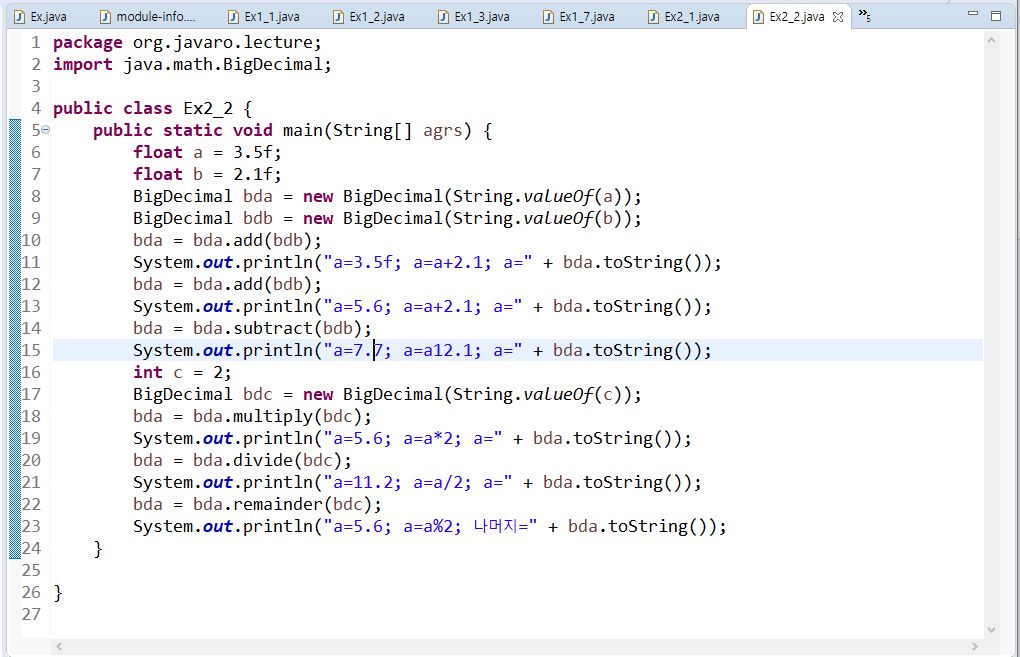 Ex.java module-info.... Ex1_1.java Ex1_2.java Ex1_3.java Ex1_7.java Ex2_1.java Ex2_2.java »5
1 package org.javaro.lecture;
2 import java.math.BigDecimal;
3
4 public class Ex2_2 {
5 public static void main(String[] agrs) {
6 float a = 3.5f;
7 float b = 2.1f;
8 BigDecimal bda = new BigDecimal(String.valueOf(a));
9 BigDecimal bdb = new BigDecimal(String.valueOf(b));
10 bda = bda.add(bdb);
11 System.out.println("a=3.5f; a=a+2.1; a=" + bda.toString());
12 bda = bda.add(bdb);
13 System.out.println("a=5.6; a=a+2.1; a=" + bda.toString());
14 bda = bda.subtract(bdb);
15 System.out.println("a=7.7; a=a12.1; a=" + bda.toString());
16 int c = 2;
17 BigDecimal bdc = new BigDecimal(String.valueOf(c));
18 bda = bda.multiply(bdc);
19 System.out.println("a=5.6; a=a*2; a=" + bda.toString());
20 bda = bda.divide(bdc);
21 System.out.println("a=11.2; a=a/2; a=" + bda.toString());
22 bda = bda.remainder(bdc);
23 System.out.println("a=5.6; a=a%2; 나머지=" + bda.toString());
24 }
25
26 }
27